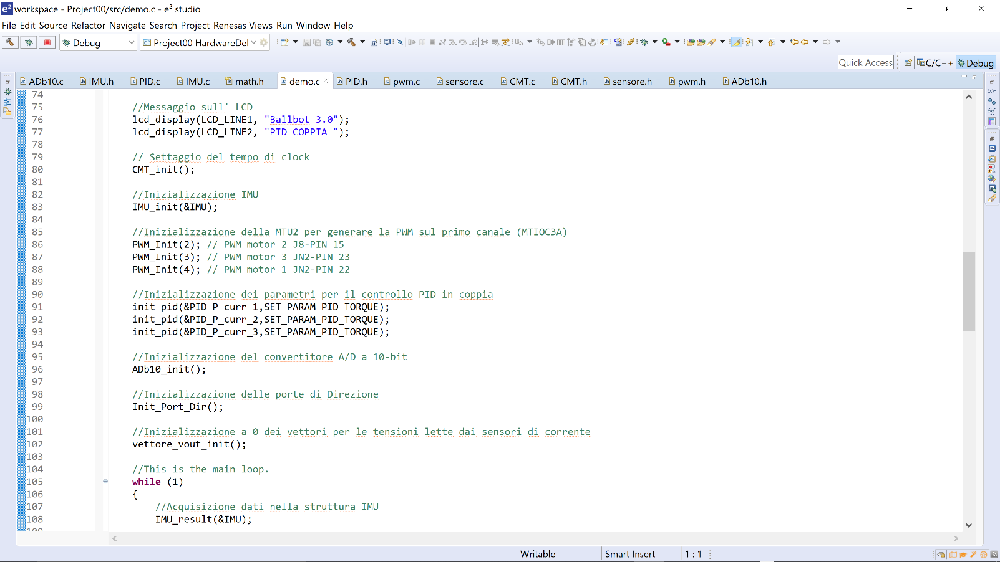 workspace - Project00/src/demo.c - e² studio
File Edit Source Refactor Navigate Search Project Renesas Views Run Window Help
Debug Project00 HardwareDel
Quick Access C/C++ Debug
ADb10.c IMU.h PID.c IMU.c math.h demo.c PID.h pwm.c sensore.c CMT.c CMT.h sensore.h pwm.h ADb10.h
74
75 //Messaggio sull' LCD
76 lcd_display(LCD_LINE1, "Ballbot 3.0");
77 lcd_display(LCD_LINE2, "PID COPPIA ");
78
79 // Settaggio del tempo di clock
80 CMT_init();
81
82 //Inizializzazione IMU
83 IMU_init(&IMU);
84
85 //Inizializzazione della MTU2 per generare la PWM sul primo canale (MTIOC3A)
86 PWM_Init(2); // PWM motor 2 J8-PIN 15
87 PWM_Init(3); // PWM motor 3 JN2-PIN 23
88 PWM_Init(4); // PWM motor 1 JN2-PIN 22
89
90 //Inizializzazione dei parametri per il controllo PID in coppia
91 init_pid(&PID_P_curr_1,SET_PARAM_PID_TORQUE);
92 init_pid(&PID_P_curr_2,SET_PARAM_PID_TORQUE);
93 init_pid(&PID_P_curr_3,SET_PARAM_PID_TORQUE);
94
95 //Inizializzazione del convertitore A/D a 10-bit
96 ADb10_init();
97
98 //Inizializzazione delle porte di Direzione
99 Init_Port_Dir();
100
101 //Inizializzazione a 0 dei vettori per le tensioni lette dai sensori di corrente
102 vettore_vout_init();
103
104 //This is the main loop.
105 while (1)
106 {
107 //Acquisizione dati nella struttura IMU
108 IMU_result(&IMU);
109
Writable Smart Insert 1 : 1